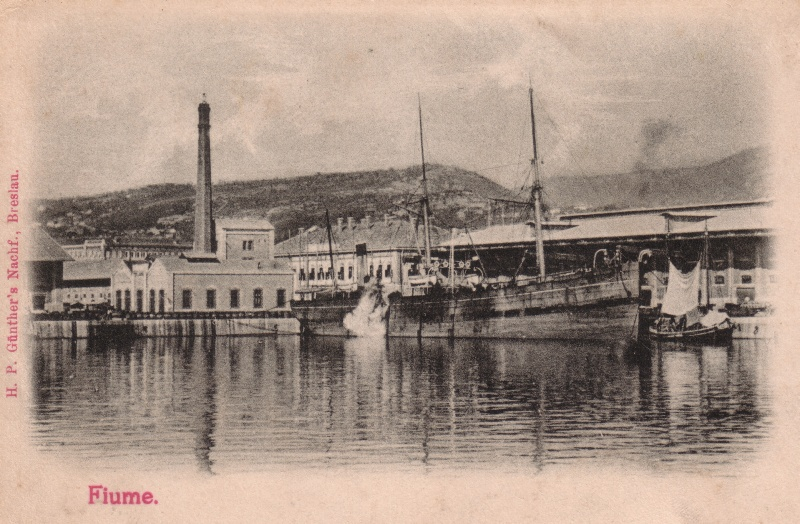 H. P. Günther's Nachf., Breslau.
Fiume.